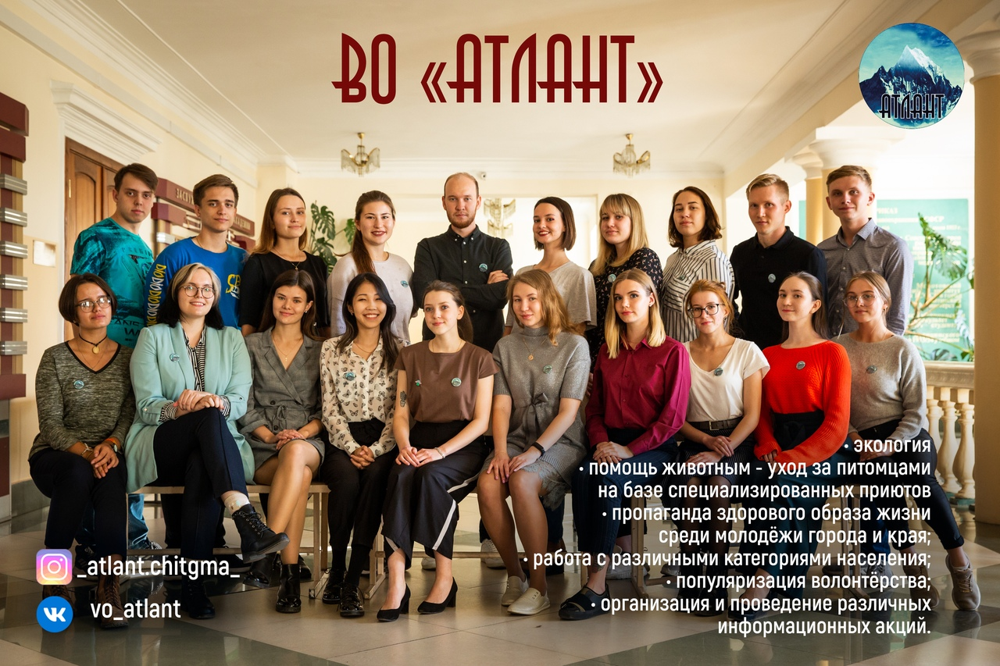 ВО «АТЛАНТ»
АТЛАНТ
• экология
• помощь животным - уход за питомцами
на базе специализированных приютов
• пропаганда здорового образа жизни
среди молодёжи города и края;
• работа с различными категориями населения;
• популяризация волонтёрства;
• организация и проведение различных
информационных акций.
_atlant.chitgma_
vo_atlant